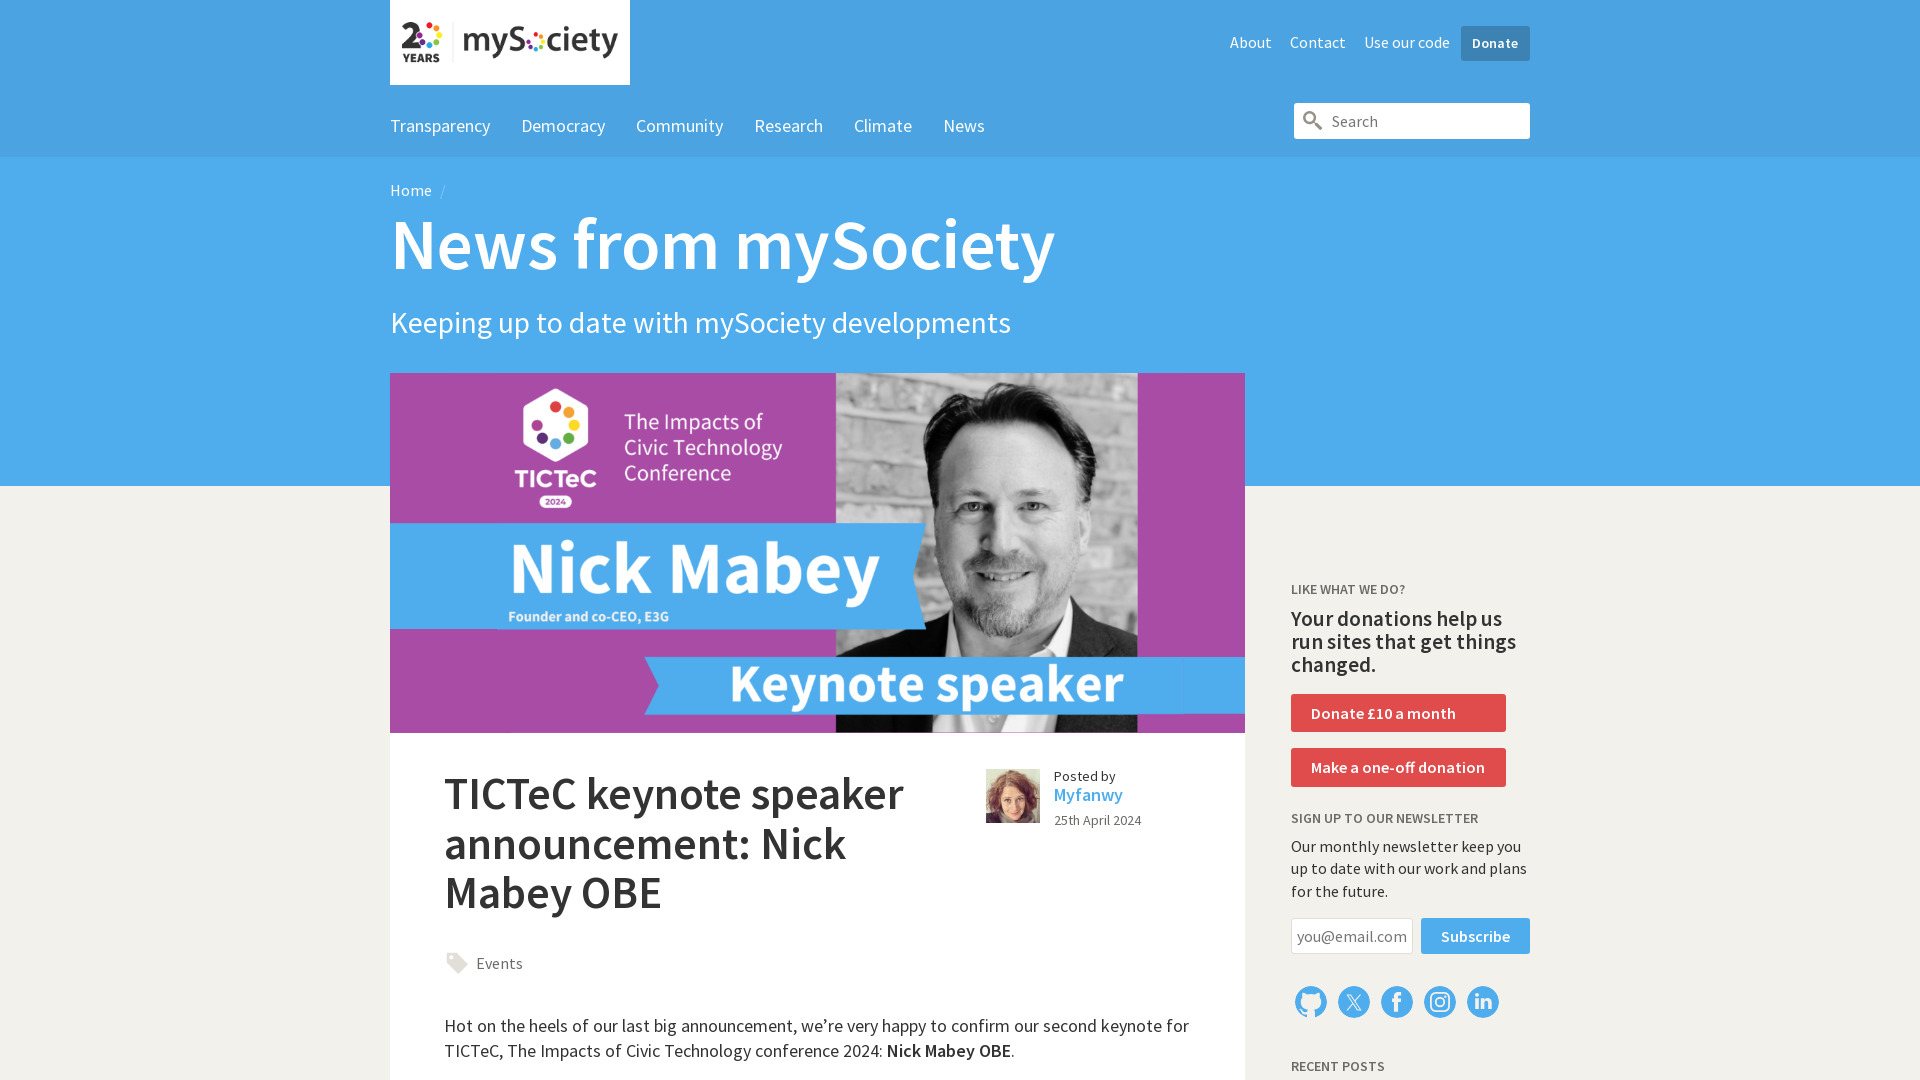 20 YEARS mySociety
About Contact Use our code Donate
Transparency Democracy Community Research Climate News
Search
Home /
News from mySociety
Keeping up to date with mySociety developments
The Impacts of
Civic Technology
Conference
TICTeC
2024
Nick Mabey
Founder and co-CEO, E3G
Keynote speaker
TICTeC keynote speaker
announcement: Nick
Mabey OBE
Posted by
Myfanwy
25th April 2024
Events
Hot on the heels of our last big announcement, we’re very happy to confirm our second keynote for
TICTeC, The Impacts of Civic Technology conference 2024: Nick Mabey OBE.
LIKE WHAT WE DO?
Your donations help us
run sites that get things
changed.
Donate £10 a month
Make a one-off donation
SIGN UP TO OUR NEWSLETTER
Our monthly newsletter keep you
up to date with our work and plans
for the future.
you@email.com Subscribe
RECENT POSTS